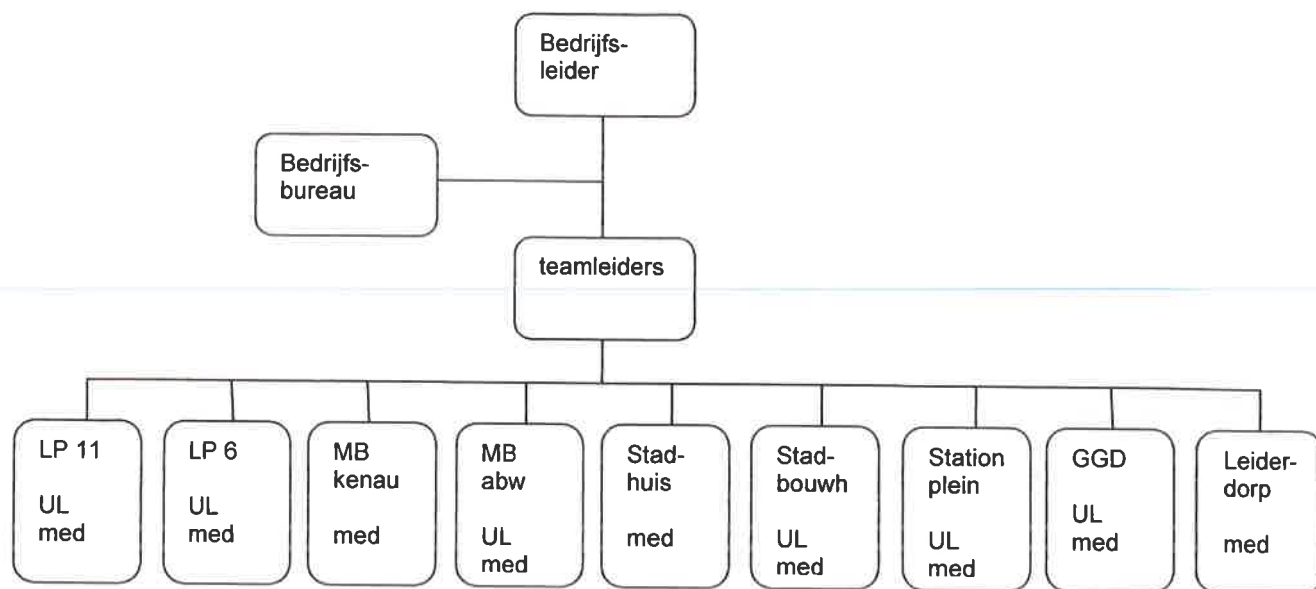 Bedrijfs-
leider
Bedrijfs-
bureau
teamleiders
LP 11
UL
med
LP 6
UL
med
MB
kenau
med
MB
abw
UL
med
Stad-
huis
med
Stad-
bouwh
UL
med
Station
plein
UL
med
GGD
UL
med
Leider-
dorp
med